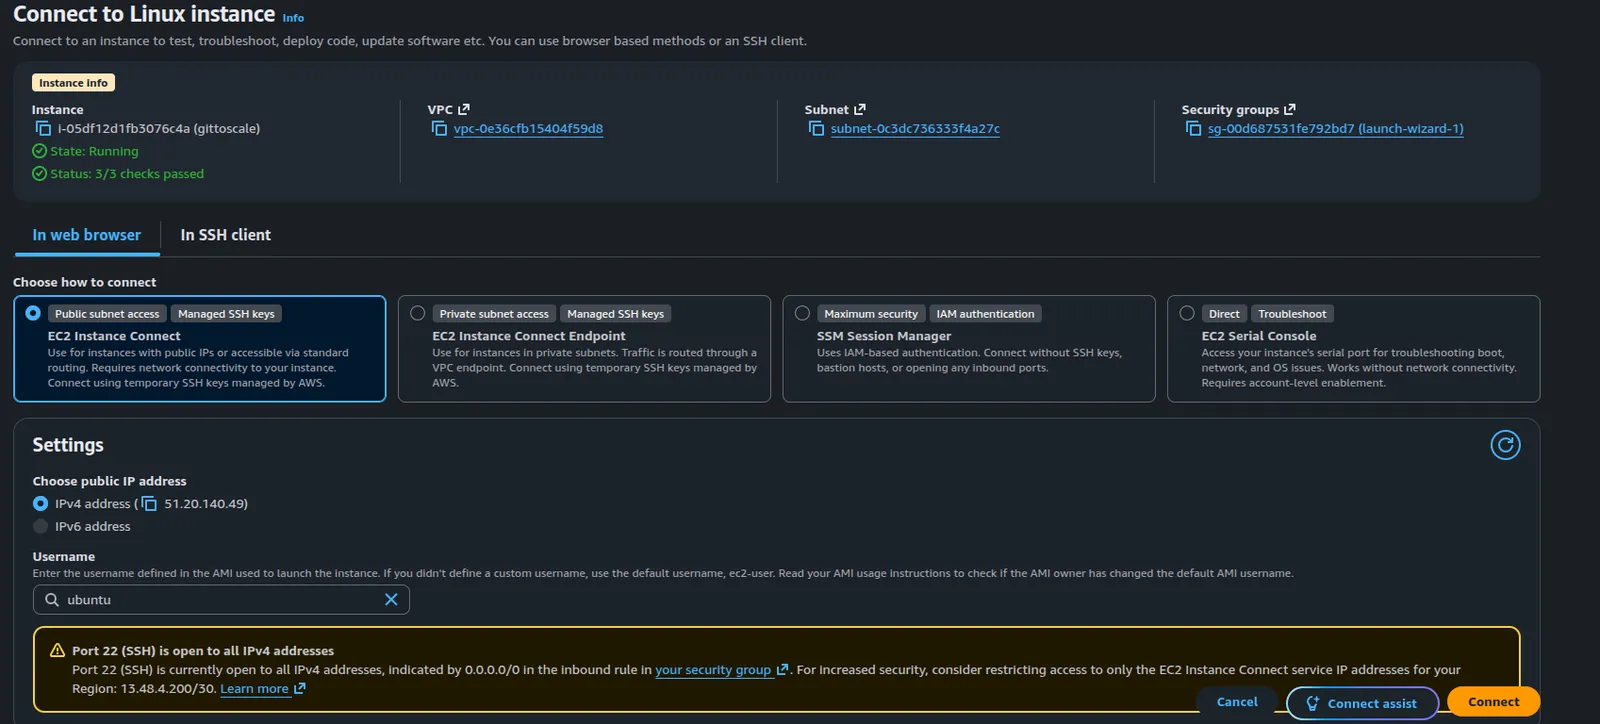 Connect to Linux instance Info
Connect to an instance to test, troubleshoot, deploy code, update software etc. You can use browser based methods or an SSH client.
Instance info
Instance
i-05df12d1fb3076c4a (gittoscale)
State: Running
Status: 3/3 checks passed
VPC
vpc-0e36cfb15404f59d8
Subnet
subnet-0c3dc736333f4a27c
Security groups
sg-00d687531fe792bd7 (launch-wizard-1)
In web browser
In SSH client
Choose how to connect
Public subnet access Managed SSH keys
EC2 Instance Connect
Use for instances with public IPs or accessible via standard
routing. Requires network connectivity to your instance.
Connect using temporary SSH keys managed by AWS.
Private subnet access Managed SSH keys
EC2 Instance Connect Endpoint
Use for instances in private subnets. Traffic is routed through a
VPC endpoint. Connect using temporary SSH keys managed by
AWS.
Maximum security IAM authentication
SSM Session Manager
Uses IAM-based authentication. Connect without SSH keys,
bastion hosts, or opening any inbound ports.
Direct Troubleshoot
EC2 Serial Console
Access your instance's serial port for troubleshooting boot,
network, and OS issues. Works without network connectivity.
Requires account-level enablement.
Settings
Choose public IP address
IPv4 address ( 51.20.140.49)
IPv6 address
Username
Enter the username defined in the AMI used to launch the instance. If you didn't define a custom username, use the default username, ec2-user. Read your AMI usage instructions to check if the AMI owner has changed the default AMI username.
ubuntu
Port 22 (SSH) is open to all IPv4 addresses
Port 22 (SSH) is currently open to all IPv4 addresses, indicated by 0.0.0.0/0 in the inbound rule in your security group . For increased security, consider restricting access to only the EC2 Instance Connect service IP addresses for your
Region: 13.48.4.200/30. Learn more
Cancel
Connect assist
Connect